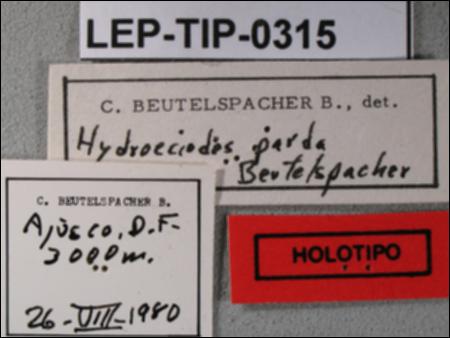 LEP-TIP-0315
C. BEUTELSPACHER B., det.
Hydroeciodes parda
Beutelspacher
C. BEUTELSPACHER B.
Ajusco, D.F.
3000 m.
26-VIII-1980
HOLOTIPO